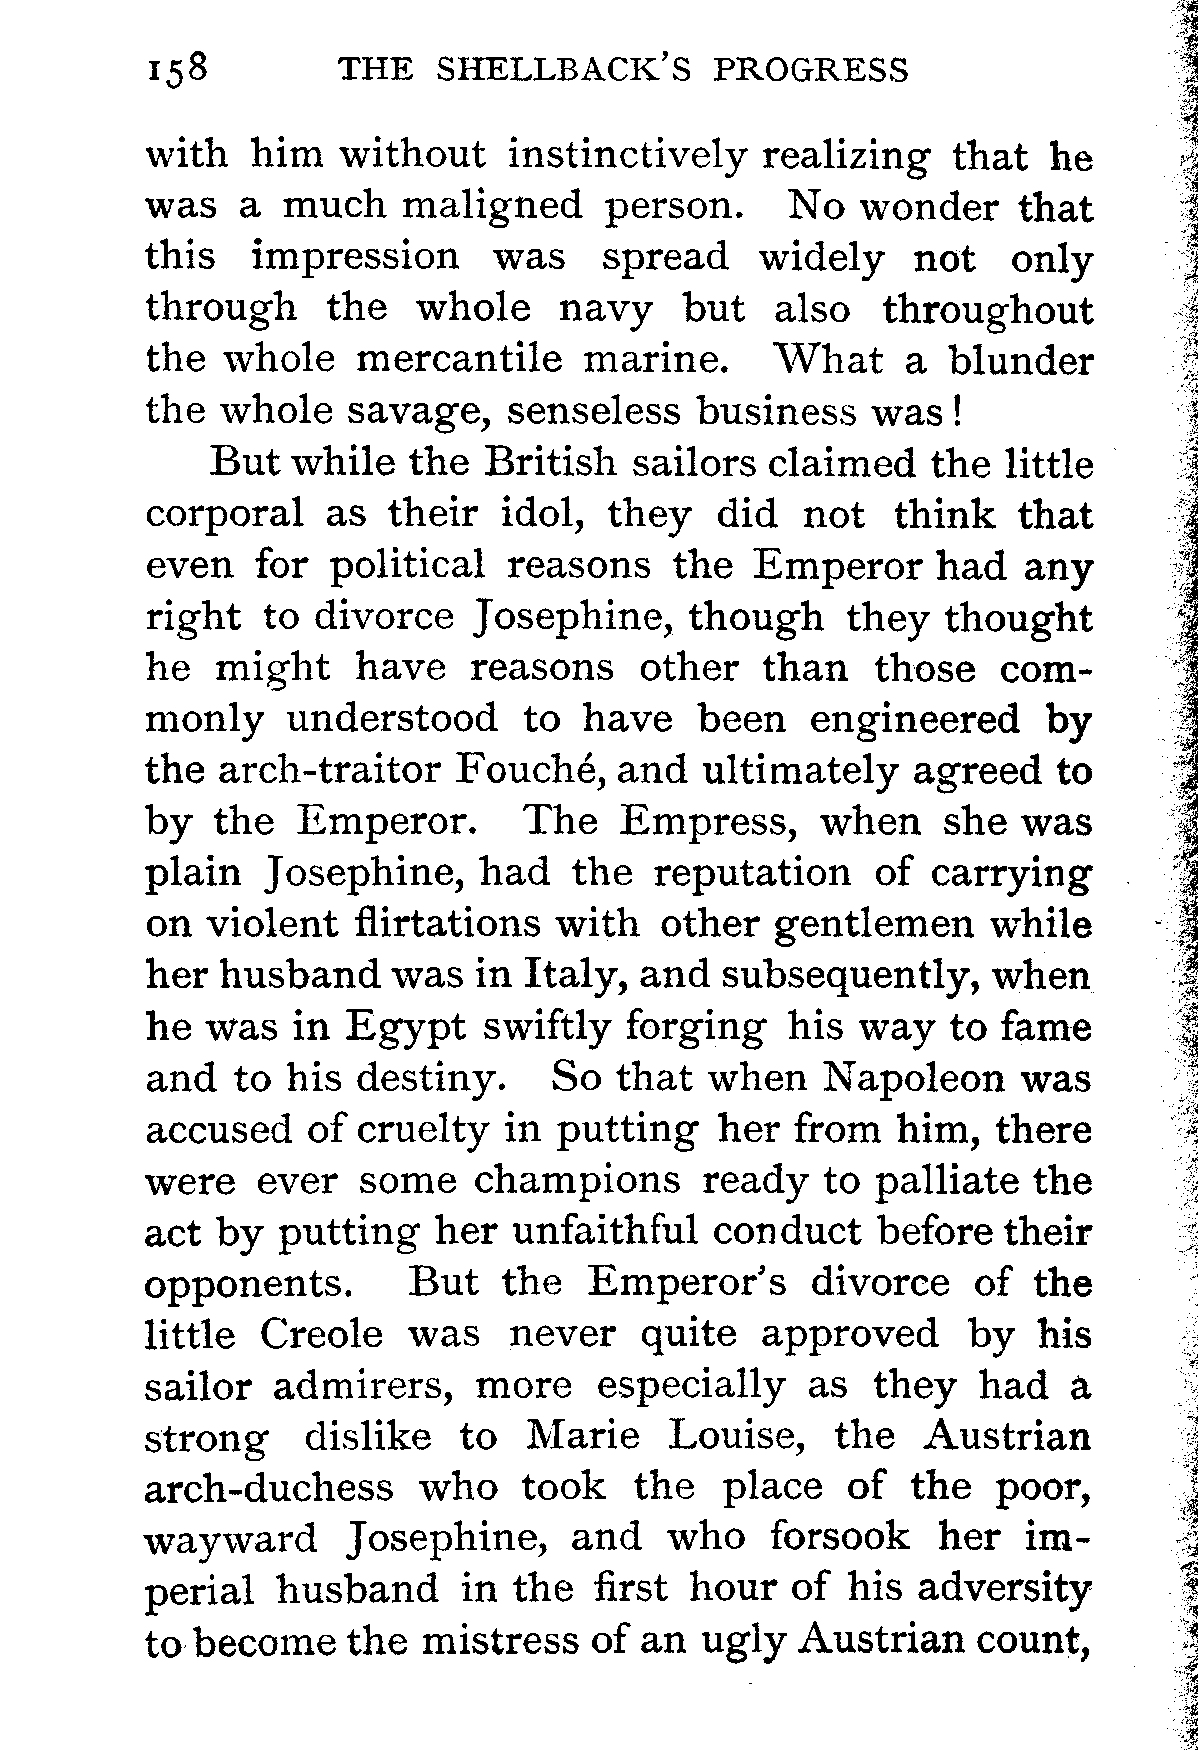 158 THE SHELLBACK'S PROGRESS
with him without instinctively realizing that he
was a much maligned person. No wonder that
this impression was spread widely not only
through the whole navy but also throughout
the whole mercantile marine. What a blunder
the whole savage, senseless business was!
But while the British sailors claimed the little
corporal as their idol, they did not think that
even for political reasons the Emperor had any
right to divorce Josephine, though they thought
he might have reasons other than those com-
monly understood to have been engineered by
the arch-traitor Fouché, and ultimately agreed to
by the Emperor. The Empress, when she was
plain Josephine, had the reputation of carrying
on violent flirtations with other gentlemen while
her husband was in Italy, and subsequently, when
he was in Egypt swiftly forging his way to fame
and to his destiny. So that when Napoleon was
accused of cruelty in putting her from him, there
were ever some champions ready to palliate the
act by putting her unfaithful conduct before their
opponents. But the Emperor's divorce of the
little Creole was never quite approved by his
sailor admirers, more especially as they had a
strong dislike to Marie Louise, the Austrian
arch-duchess who took the place of the poor,
wayward Josephine, and who forsook her im-
perial husband in the first hour of his adversity
to become the mistress of an ugly Austrian count,